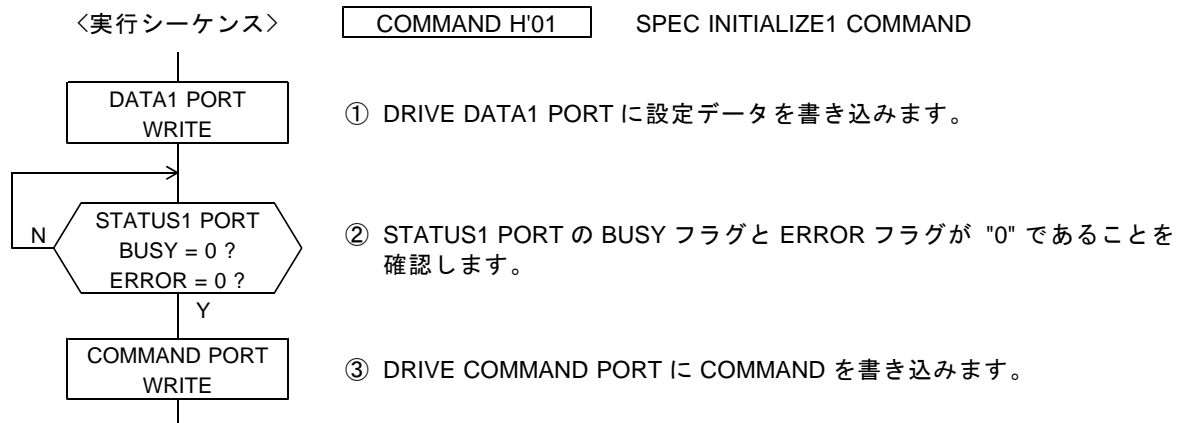 〈実行シーケンス〉 COMMAND H'01 SPEC INITIALIZE1 COMMAND
DATA1 PORT
WRITE
① DRIVE DATA1 PORT に設定データを書き込みます。
N
STATUS1 PORT
BUSY = 0 ?
ERROR = 0 ?
② STATUS1 PORT の BUSY フラグと ERROR フラグが "0" であることを
確認します。
Y
COMMAND PORT
WRITE
③ DRIVE COMMAND PORT に COMMAND を書き込みます。